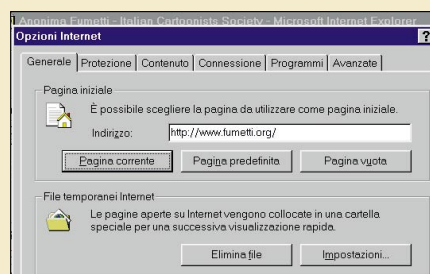 Anonima Fumetti - Italian Cartoonists Society - Microsoft Internet Explorer
Opzioni Internet
?
Generale Protezione Contenuto Connessione Programmi Avanzate
Pagina iniziale
È possibile scegliere la pagina da utilizzare come pagina iniziale.
Indirizzo: http://www.fumetti.org/
Pagina corrente Pagina predefinita Pagina vuota
File temporanei Internet
Le pagine aperte su Internet vengono collocate in una cartella
speciale per una successiva visualizzazione rapida.
Elimina file Impostazioni...